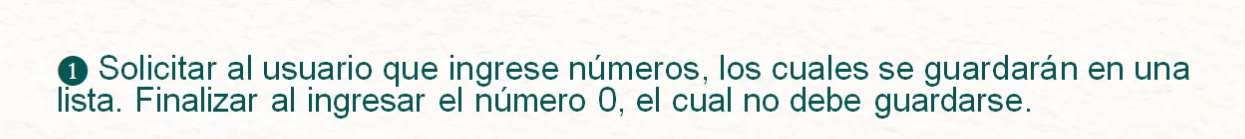 ❶ Solicitar al usuario que ingrese números, los cuales se guardarán en una
lista. Finalizar al ingresar el número 0, el cual no debe guardarse.